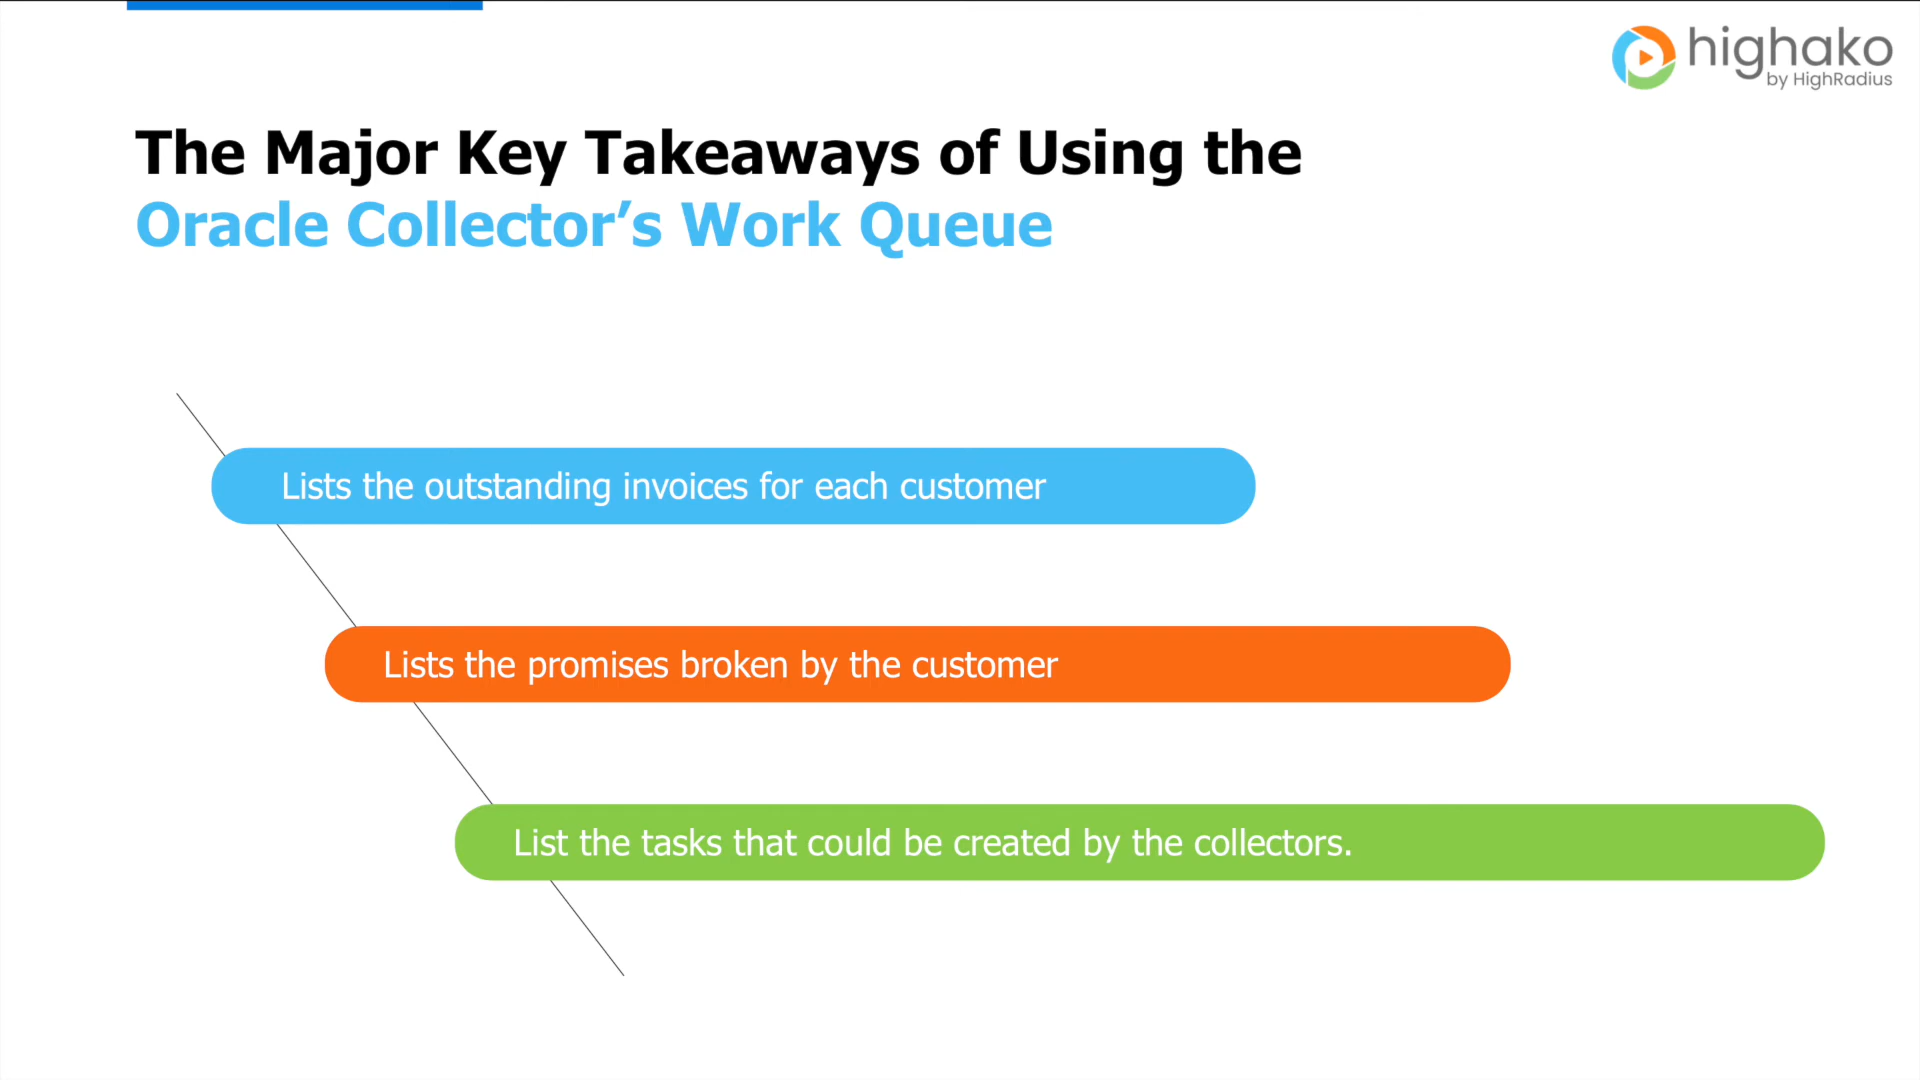 highako
by HighRadius
The Major Key Takeaways of Using the
Oracle Collector’s Work Queue
Lists the outstanding invoices for each customer
Lists the promises broken by the customer
List the tasks that could be created by the collectors.